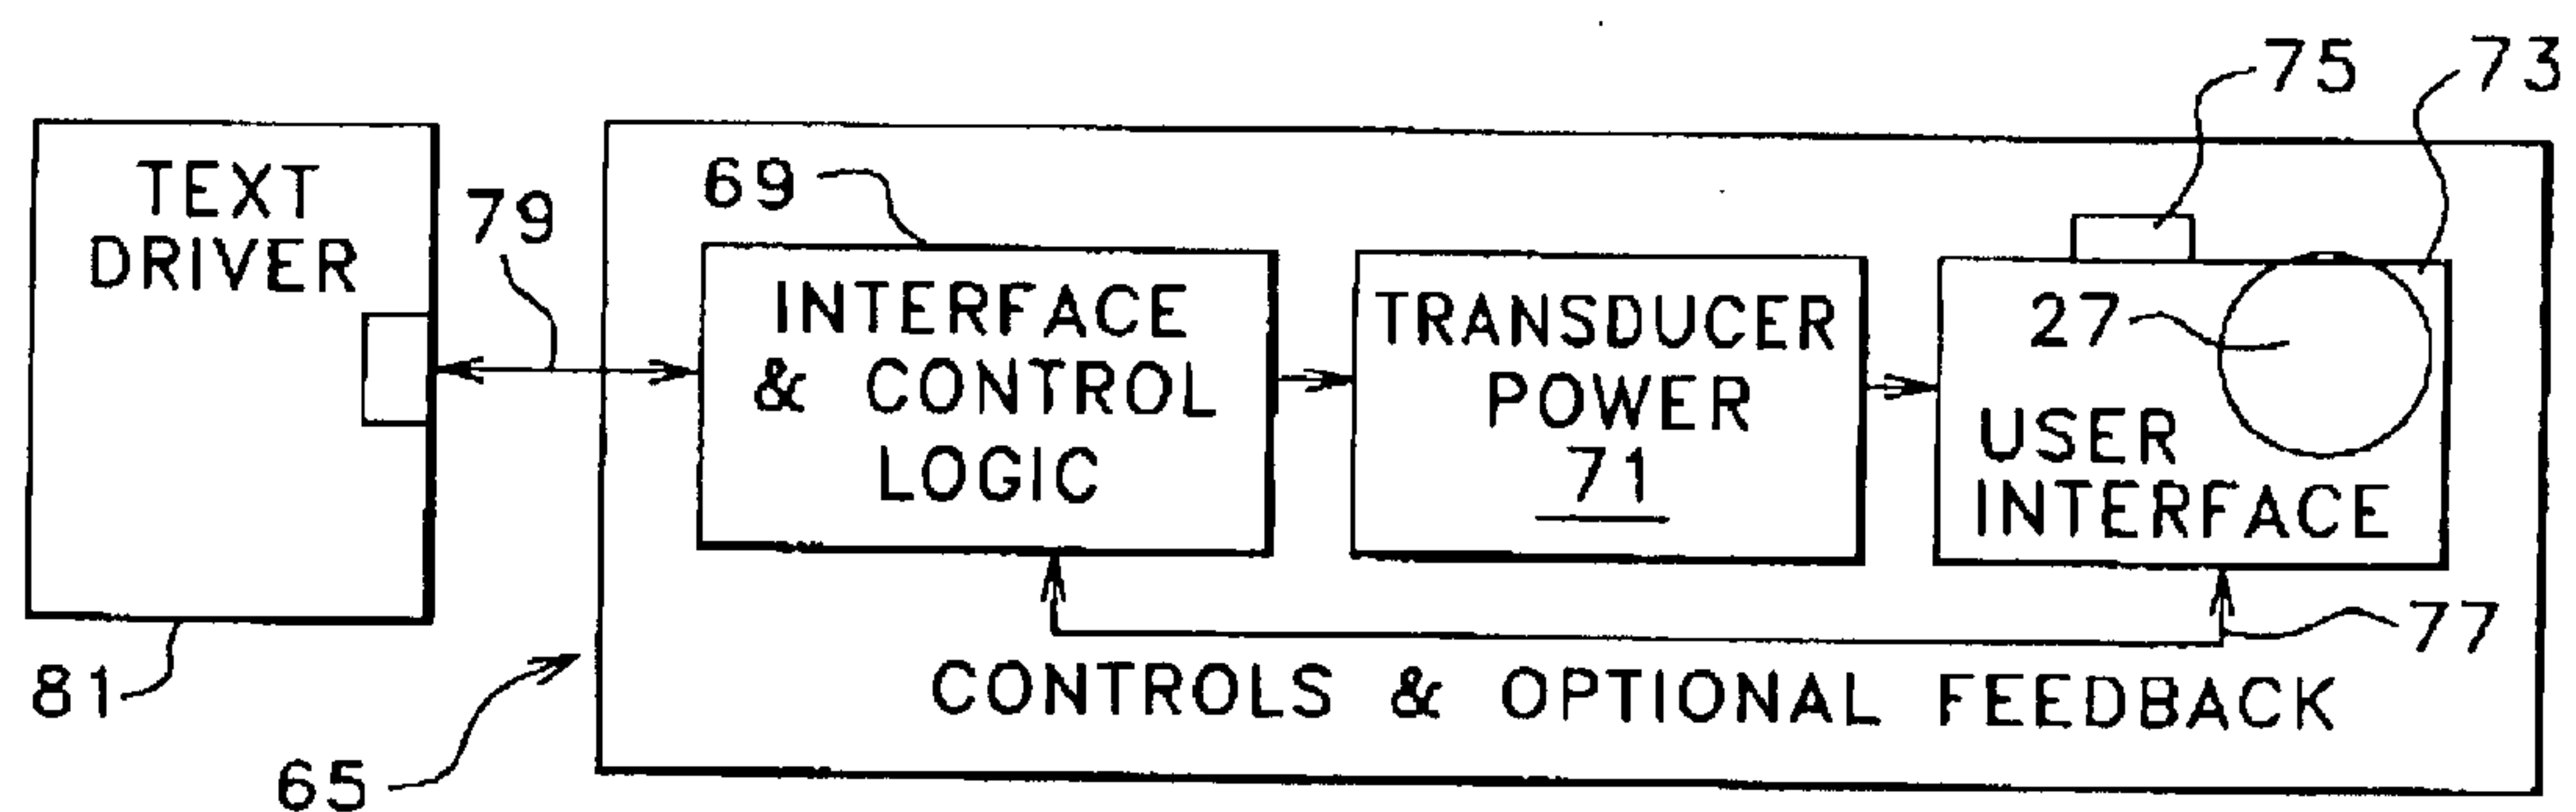 75
73
TEXT
DRIVER
79
69
INTERFACE
& CONTROL
LOGIC
TRANSDUCER
POWER
71
27
USER
INTERFACE
77
CONTROLS & OPTIONAL FEEDBACK
81
65